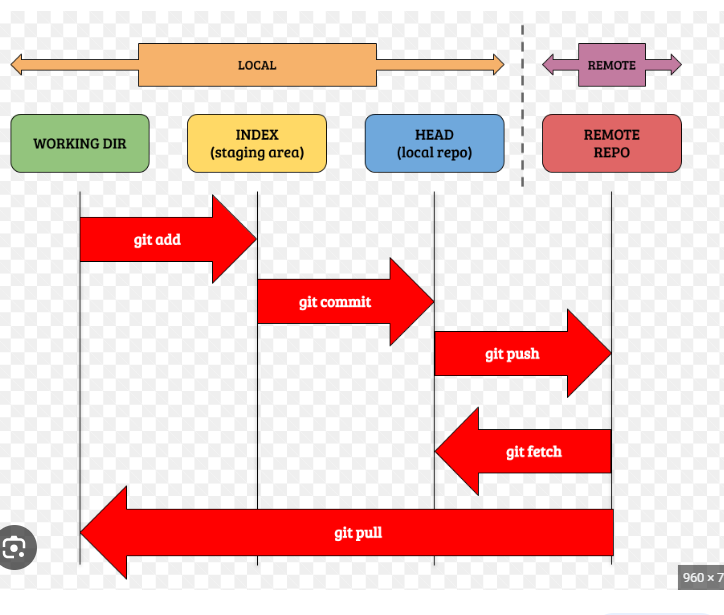 LOCAL
REMOTE
WORKING DIR
INDEX
(staging area)
HEAD
(local repo)
REMOTE
REPO
git add
git commit
git push
git fetch
git pull
960 × 7